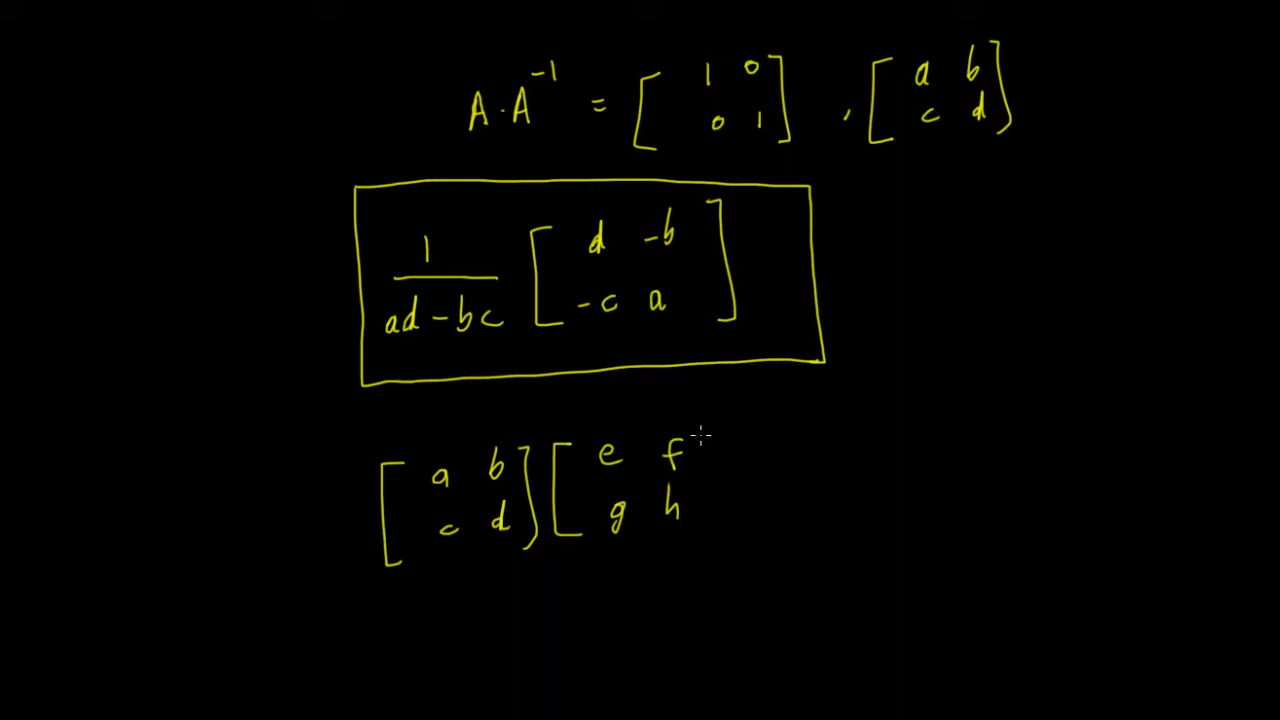 A · A⁻¹ = [ 1 0 , [ a b
0 1 ] c d ]
1 [ d -b
ad - bc -c a ]
[ a b [ e f
c d ] g h